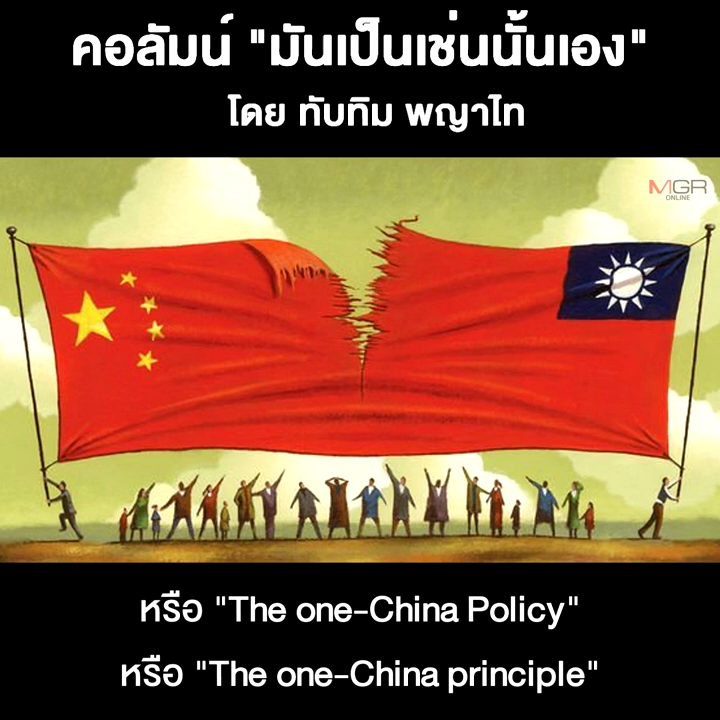 คอลัมน์ "มันเป็นเช่นนั้นเอง"
โดย ทับทิม พญาไท
MGR
ONLINE
หรือ "The one-China Policy"
หรือ "The one-China principle"